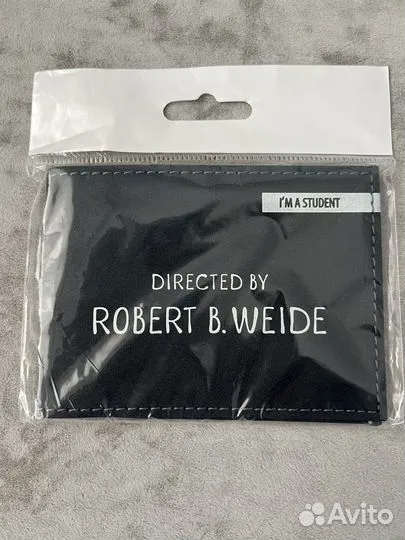 I'M A STUDENT
DIRECTED BY
ROBERT B. WEIDE
Avito